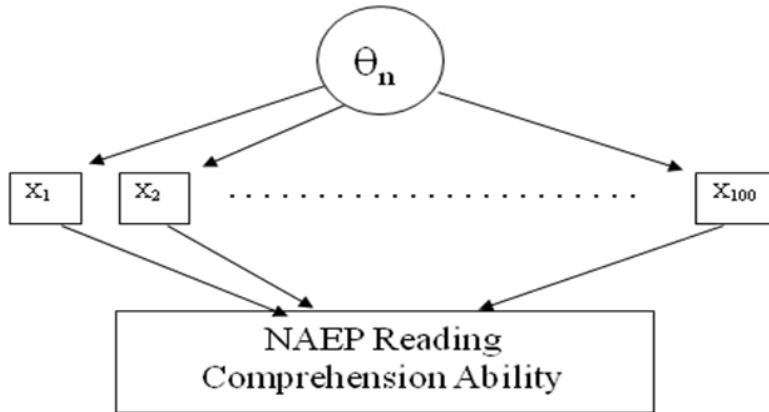 θn
X1
X2
. . . . . . . . . . . . . . . . . . . . . . . .
X100
NAEP Reading
Comprehension Ability